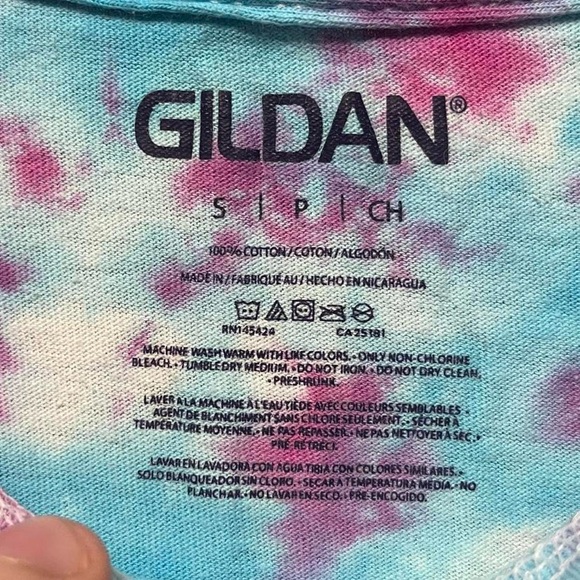 GILDAN®
S | P | CH
100% COTTON / COTON / ALGODÓN
MADE IN / FABRIQUÉ AU / HECHO EN NICARAGUA
RN145424 CA25181
MACHINE WASH WARM WITH LIKE COLORS. • ONLY NON-CHLORINE
BLEACH. • TUMBLE DRY MEDIUM. • DO NOT IRON. • DO NOT DRY CLEAN.
• PRESHRUNK.
LAVER À LA MACHINE À L'EAU TIÈDE AVEC COULEURS SEMBLABLES. •
AGENT DE BLANCHIMENT SANS CHLORE SEULEMENT. • SÉCHER À
TEMPÉRATURE MOYENNE. • NE PAS REPASSER. • NE PAS NETTOYER À SEC. •
PRÉ-RÉTRÉCI.
LAVAR EN LAVADORA CON AGUA TIBIA CON COLORES SIMILARES. •
SOLO BLANQUEADOR SIN CLORO. • SECAR A TEMPERATURA MEDIA. • NO
PLANCHAR. • NO LAVAR EN SECO. • PRE-ENCOGIDO.